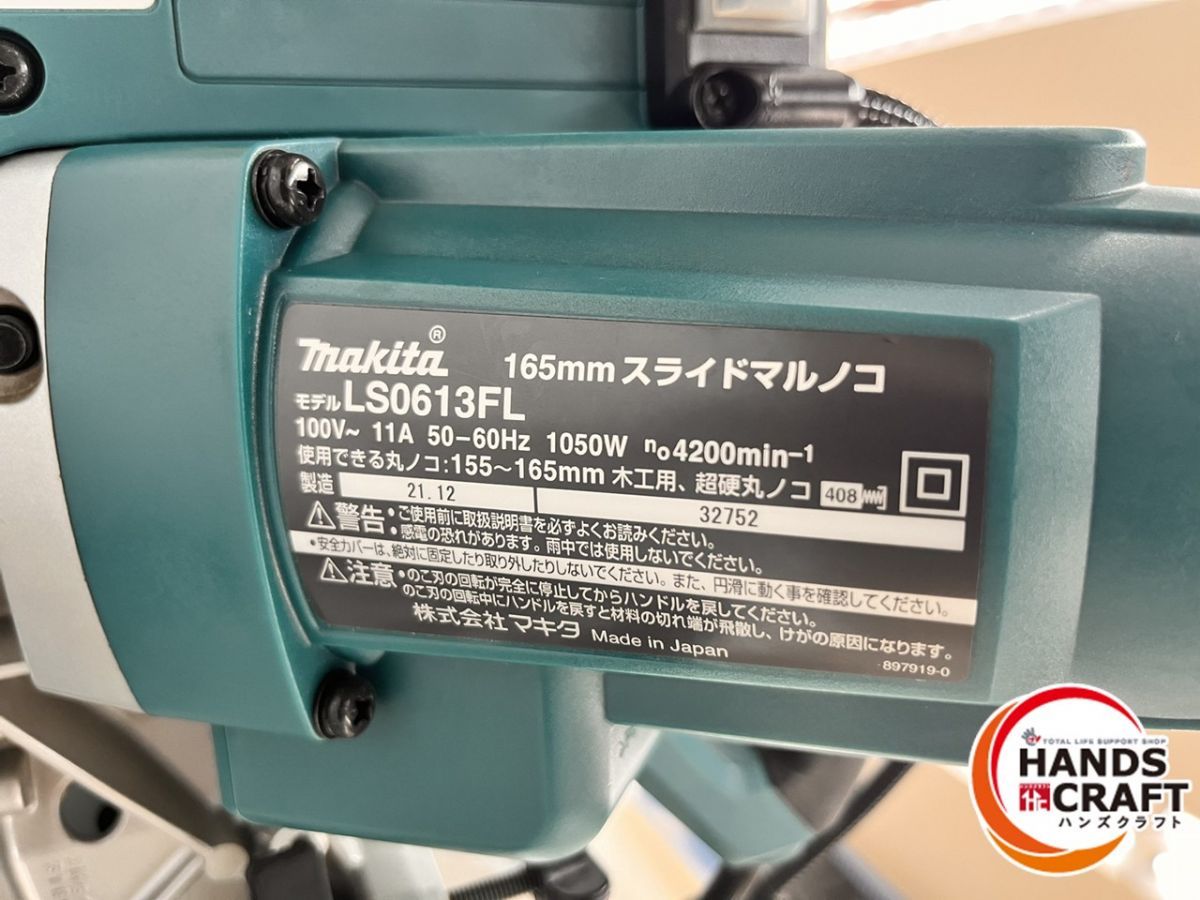 makita®
165mm スライドマルノコ
モデル LS0613FL
100V~ 11A 50-60Hz 1050W n₀4200min⁻¹
使用できる丸ノコ:155~165mm 木工用、超硬丸ノコ 408
製造 21.12 32752
警告 •ご使用前に取扱説明書を必ずよくお読みください。
•感電の恐れがあります。雨中では使用しないでください。
•安全カバーは、絶対に固定したり取り外したりしないでください。また、円滑に動く事を確認してください。
注意 •のこ刃の回転が完全に停止してからハンドルを戻してください。
のこ刃の回転中にハンドルを戻すと材料の切れ端が飛散し、けがの原因になります。
株式会社マキタ Made in Japan
897919-0
TOTAL LIFE SUPPORT SHOP
HANDS
CRAFT
ハンズクラフト